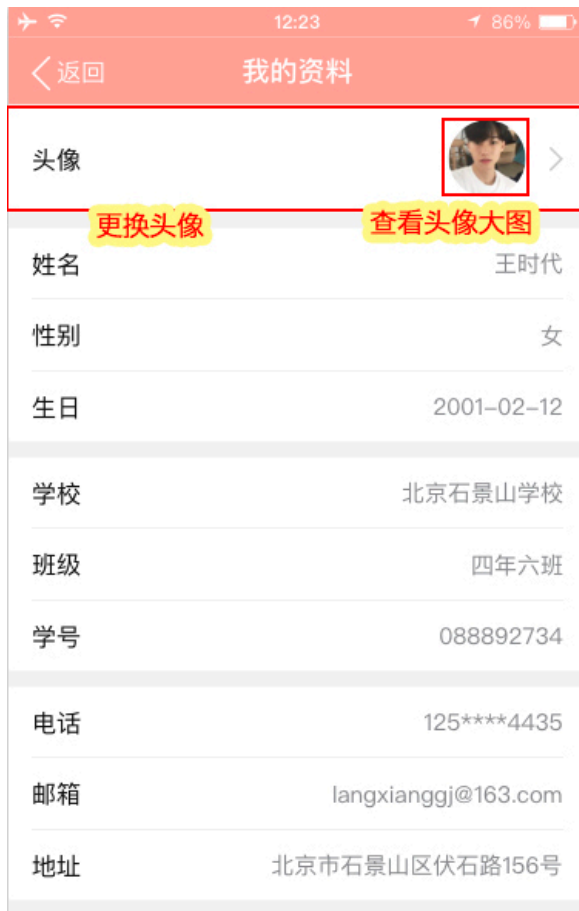 12:23
86%
返回
我的资料
头像
更换头像
查看头像大图
姓名 王时代
性别 女
生日 2001-02-12
学校 北京石景山学校
班级 四年六班
学号 088892734
电话 125****4435
邮箱 langxianggj@163.com
地址 北京市石景山区伏石路156号